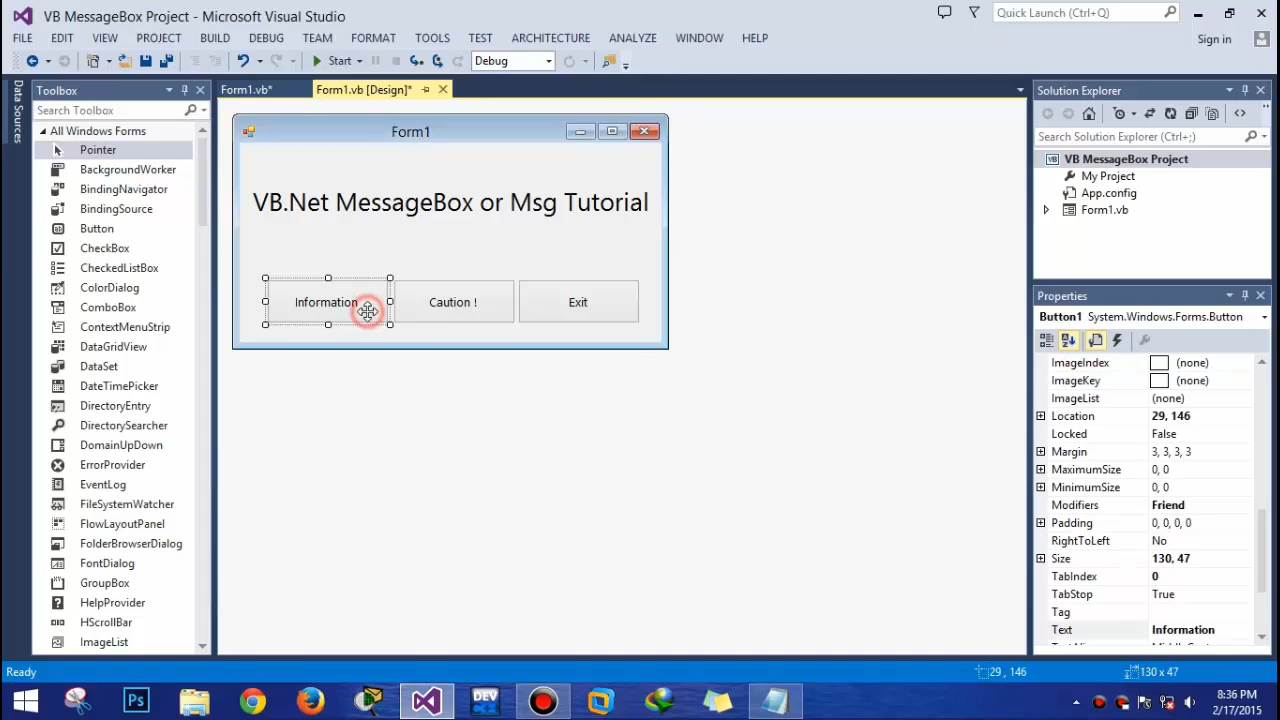 VB MessageBox Project - Microsoft Visual Studio
Quick Launch (Ctrl+Q)
FILE EDIT VIEW PROJECT BUILD DEBUG TEAM FORMAT TOOLS TEST ARCHITECTURE ANALYZE WINDOW HELP
Sign in
Start
Debug
Data Sources
Toolbox
Search Toolbox
All Windows Forms
Pointer
BackgroundWorker
BindingNavigator
BindingSource
Button
CheckBox
CheckedListBox
ColorDialog
ComboBox
ContextMenuStrip
DataGridView
DataSet
DateTimePicker
DirectoryEntry
DirectorySearcher
DomainUpDown
ErrorProvider
EventLog
FileSystemWatcher
FlowLayoutPanel
FolderBrowserDialog
FontDialog
GroupBox
HelpProvider
HScrollBar
ImageList
Form1.vb*
Form1.vb [Design]*
Form1
VB.Net MessageBox or Msg Tutorial
Information
Caution !
Exit
Solution Explorer
Search Solution Explorer (Ctrl+;)
VB MessageBox Project
My Project
App.config
Form1.vb
Properties
Button1 System.Windows.Forms.Button
ImageIndex (none)
ImageKey (none)
ImageList (none)
Location 29, 146
Locked False
Margin 3, 3, 3, 3
MaximumSize 0, 0
MinimumSize 0, 0
Modifiers Friend
Padding 0, 0, 0, 0
RightToLeft No
Size 130, 47
TabIndex 0
TabStop True
Tag
Text Information
Ready
29 , 146
130 x 47
Ps
DEV
8:36 PM
2/17/2015